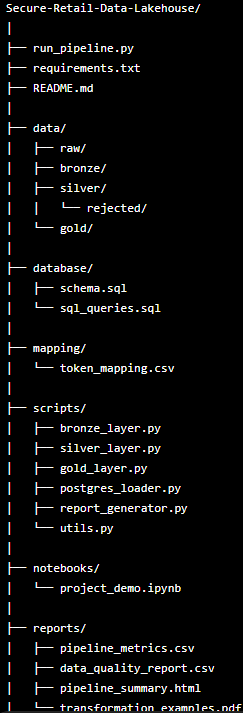 Secure-Retail-Data-Lakehouse/
│
├── run_pipeline.py
├── requirements.txt
├── README.md
│
├── data/
│   ├── raw/
│   ├── bronze/
│   ├── silver/
│   │   └── rejected/
│   └── gold/
│
├── database/
│   ├── schema.sql
│   └── sql_queries.sql
│
├── mapping/
│   └── token_mapping.csv
│
├── scripts/
│   ├── bronze_layer.py
│   ├── silver_layer.py
│   ├── gold_layer.py
│   ├── postgres_loader.py
│   ├── report_generator.py
│   └── utils.py
│
├── notebooks/
│   └── project_demo.ipynb
│
├── reports/
│   ├── pipeline_metrics.csv
│   ├── data_quality_report.csv
│   ├── pipeline_summary.html
│   └── transformation_examples.pdf